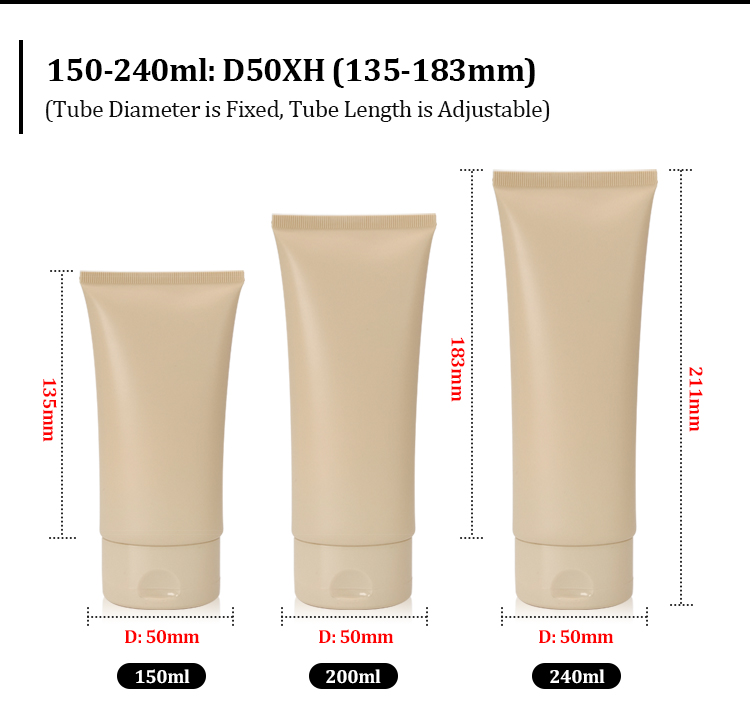 150-240ml: D50XH (135-183mm)
(Tube Diameter is Fixed, Tube Length is Adjustable)
135mm
183mm
211mm
D: 50mm
D: 50mm
D: 50mm
150ml
200ml
240ml